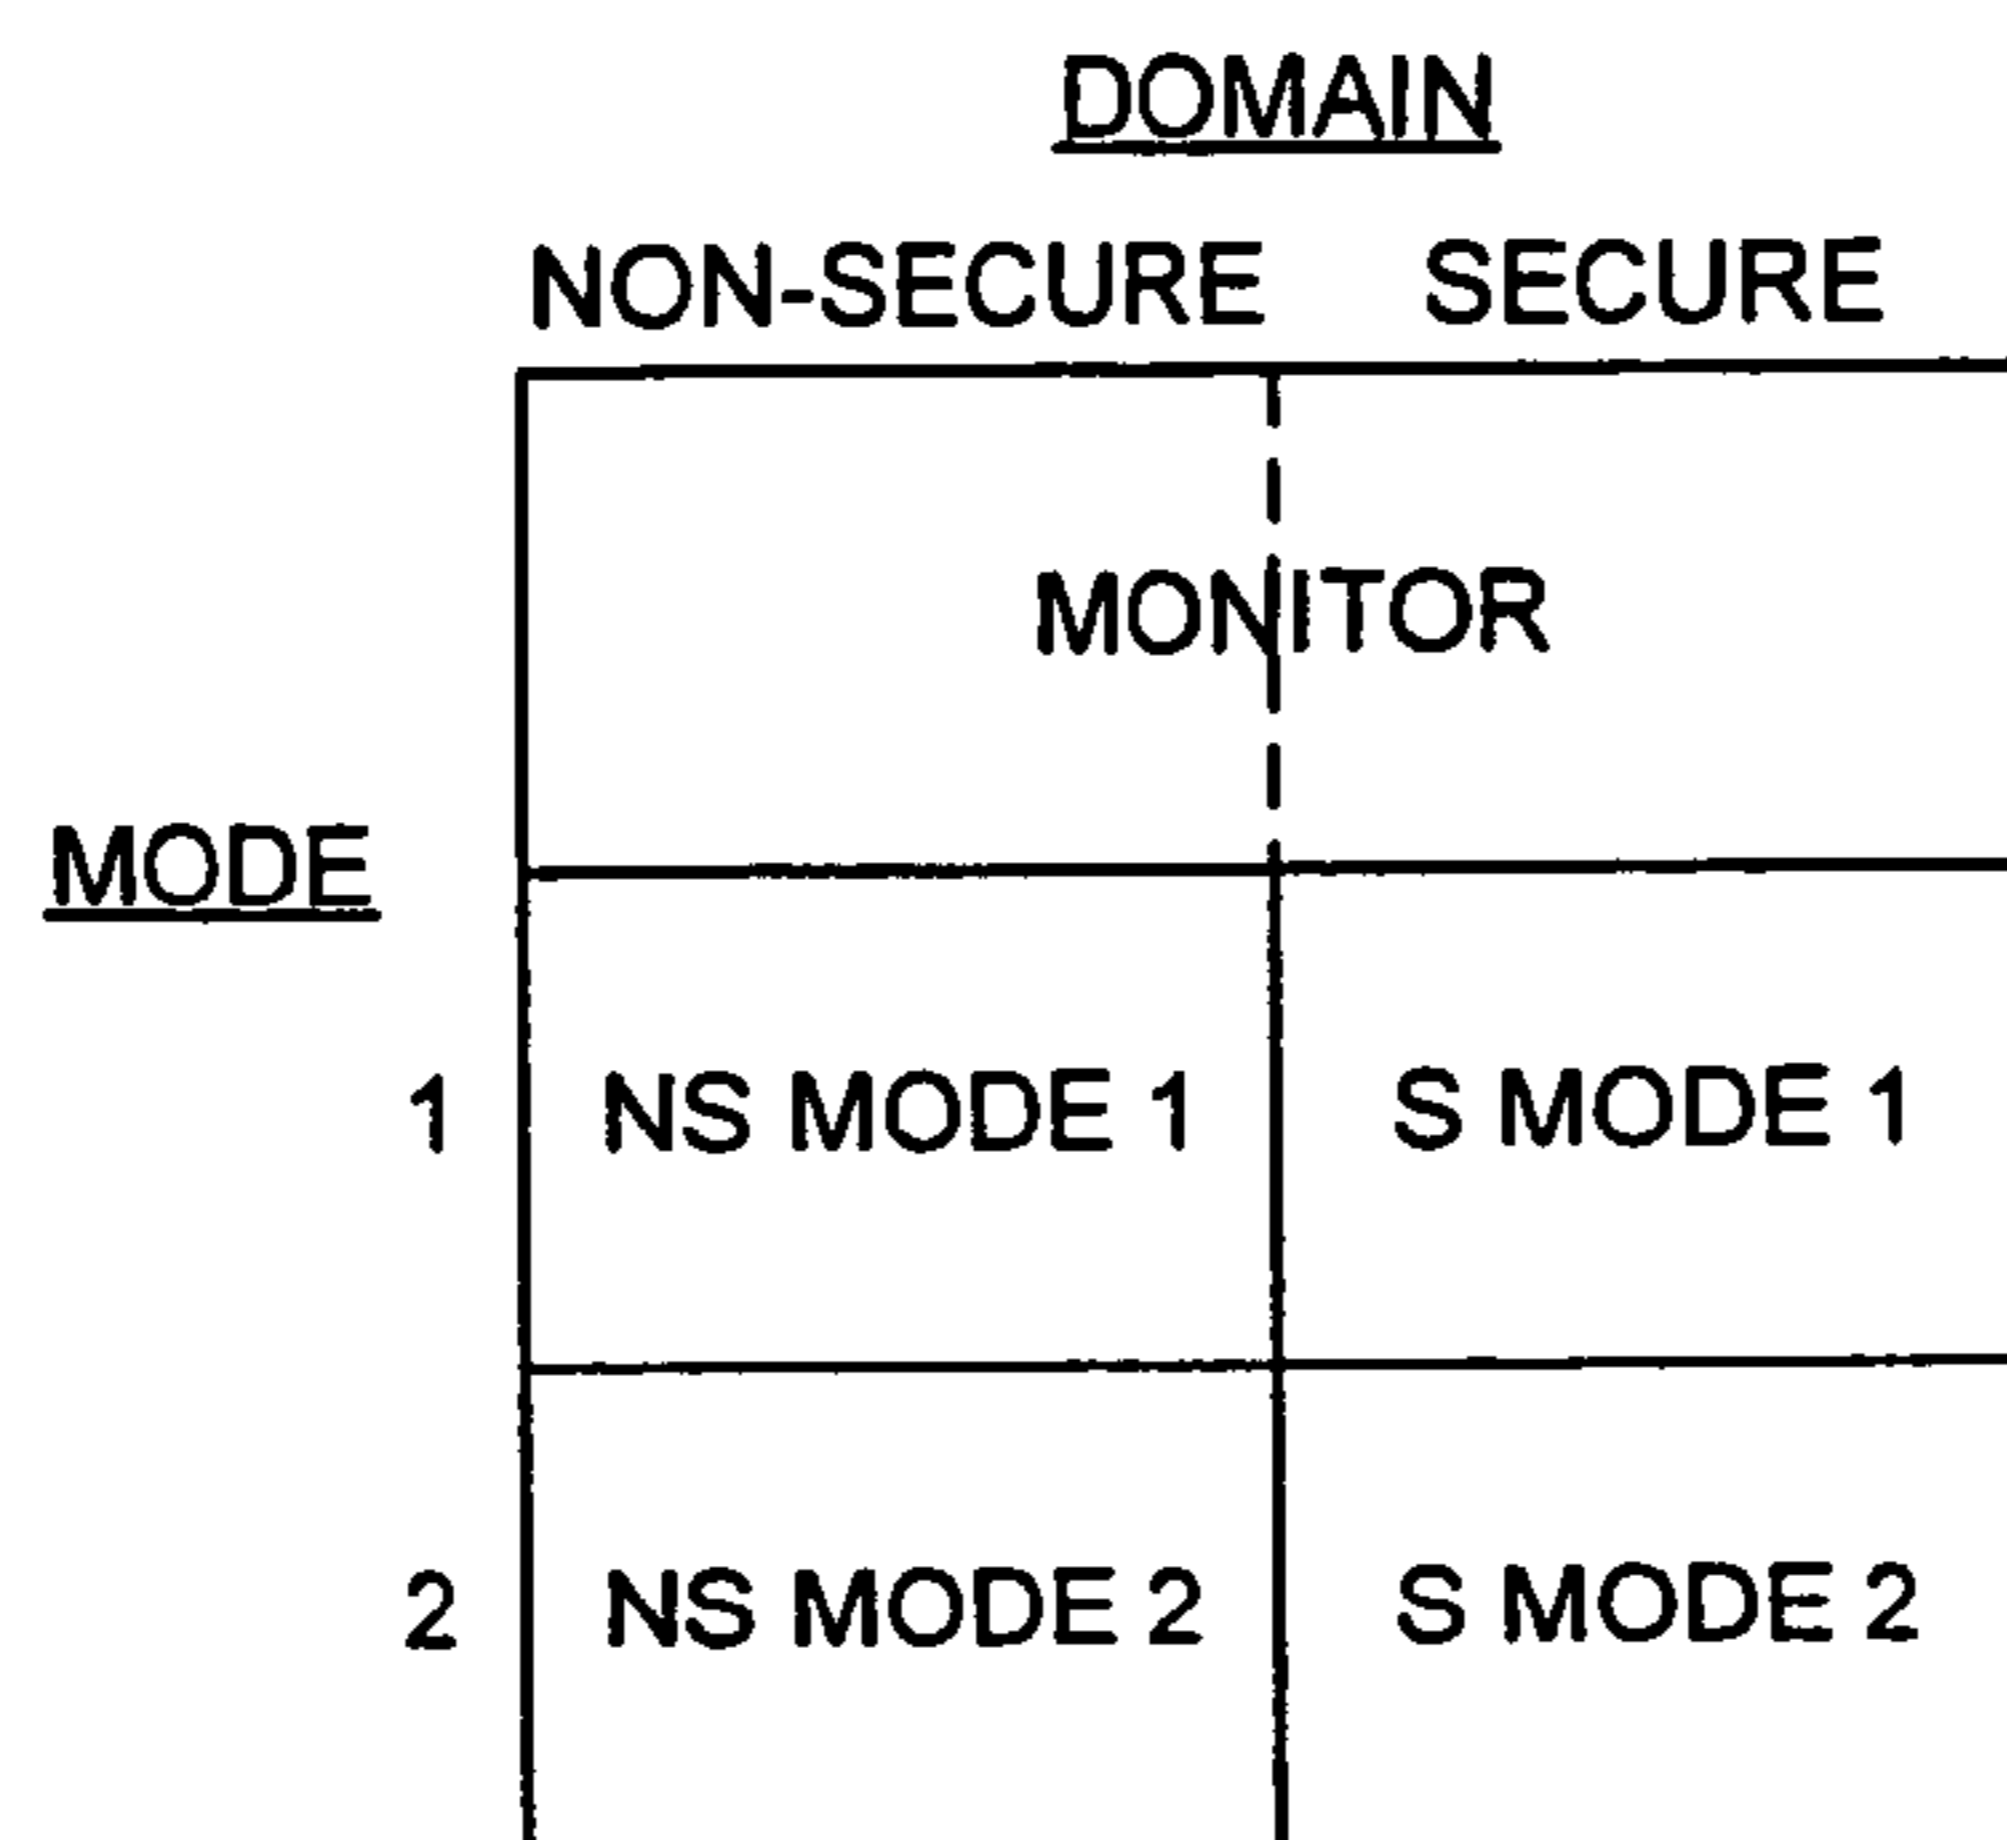 DOMAIN
NON-SECURE SECURE
MONITOR
MODE
1 NS MODE 1 S MODE 1
2 NS MODE 2 S MODE 2